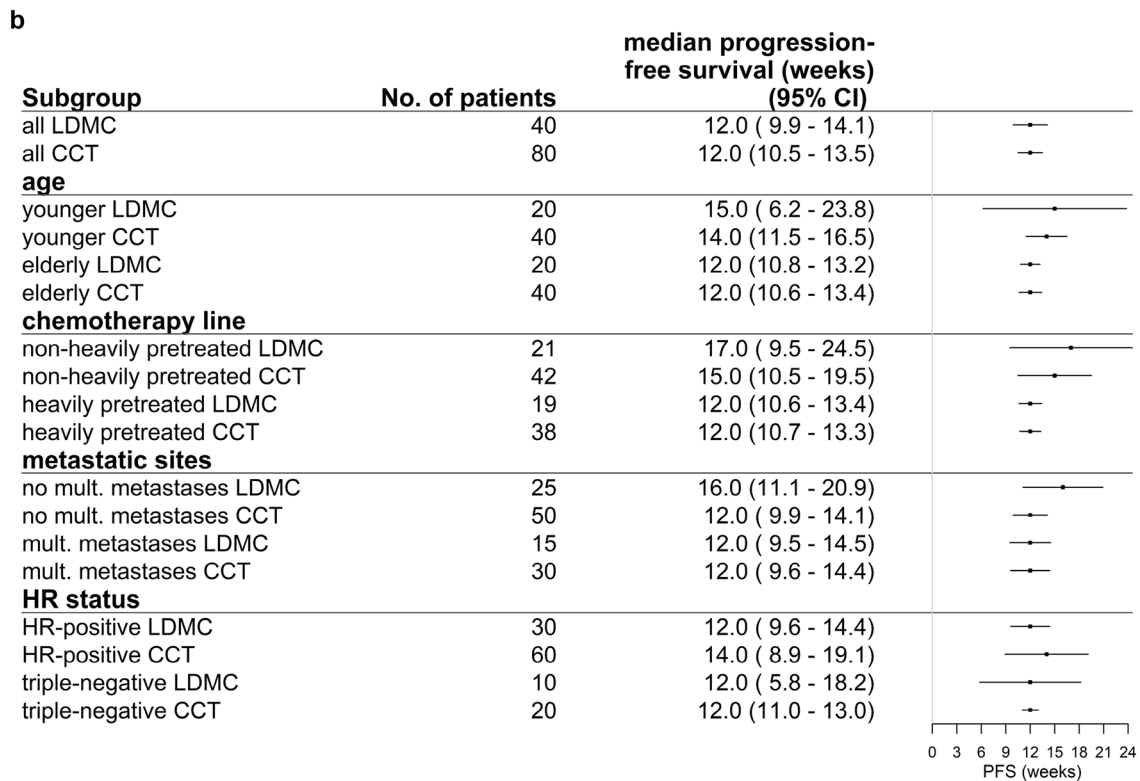 b
median progression-
free survival (weeks)
Subgroup No. of patients (95% CI)
all LDMC 40 12.0 ( 9.9 - 14.1)
all CCT 80 12.0 (10.5 - 13.5)
age
younger LDMC 20 15.0 ( 6.2 - 23.8)
younger CCT 40 14.0 (11.5 - 16.5)
elderly LDMC 20 12.0 (10.8 - 13.2)
elderly CCT 40 12.0 (10.6 - 13.4)
chemotherapy line
non-heavily pretreated LDMC 21 17.0 ( 9.5 - 24.5)
non-heavily pretreated CCT 42 15.0 (10.5 - 19.5)
heavily pretreated LDMC 19 12.0 (10.6 - 13.4)
heavily pretreated CCT 38 12.0 (10.7 - 13.3)
metastatic sites
no mult. metastases LDMC 25 16.0 (11.1 - 20.9)
no mult. metastases CCT 50 12.0 ( 9.9 - 14.1)
mult. metastases LDMC 15 12.0 ( 9.5 - 14.5)
mult. metastases CCT 30 12.0 ( 9.6 - 14.4)
HR status
HR-positive LDMC 30 12.0 ( 9.6 - 14.4)
HR-positive CCT 60 14.0 ( 8.9 - 19.1)
triple-negative LDMC 10 12.0 ( 5.8 - 18.2)
triple-negative CCT 20 12.0 (11.0 - 13.0)
0 3 6 9 12 15 18 21 24
PFS (weeks)